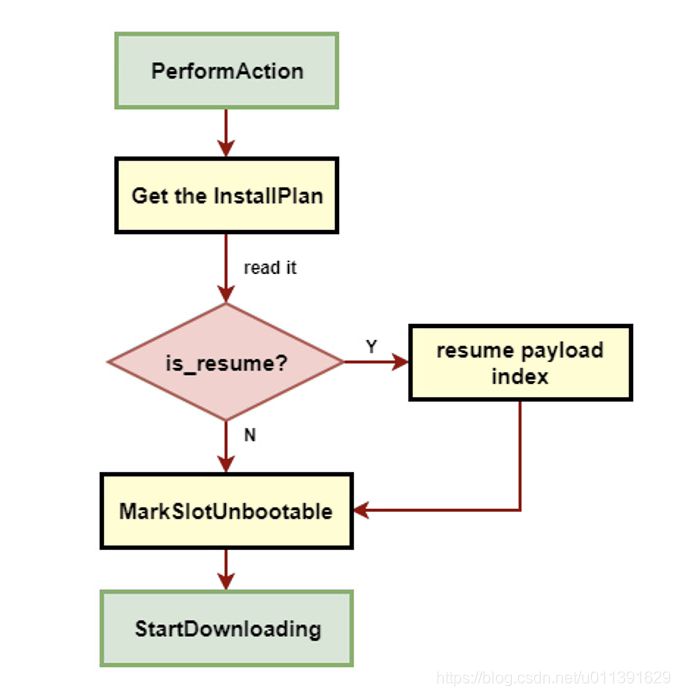 PerformAction
Get the InstallPlan
read it
is_resume?
Y
resume payload
index
N
MarkSlotUnbootable
StartDownloading
https://blog.csdn.net/u011391629